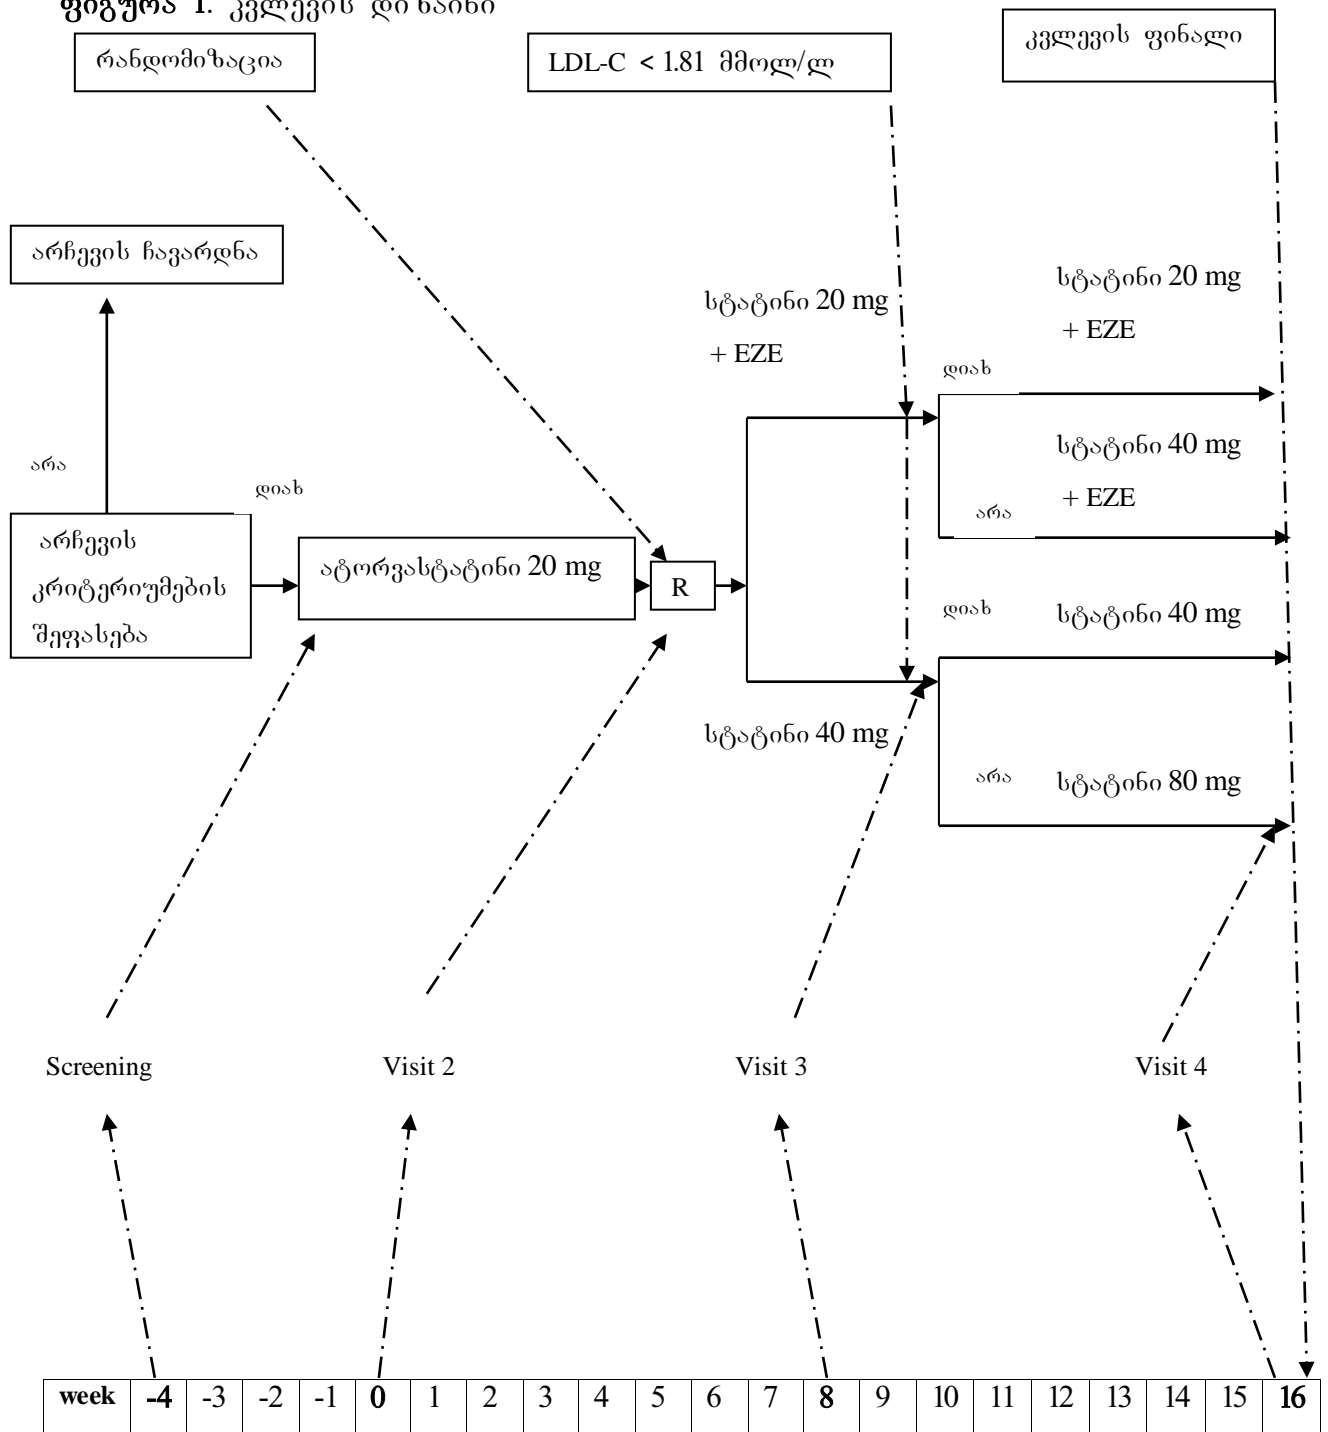 ფიგურა 1. კვლევის დიზაინი
რანდომიზაცია
LDL-C < 1.81 მმოლ/ლ
კვლევის ფინალი
არჩევის ჩავარდნა
სტატინი 20 mg
+ EZE
სტატინი 20 mg
+ EZE
დიახ
სტატინი 40 mg
+ EZE
არა
არა
დიახ
არჩევის
კრიტერიუმების
შეფასება
ატორვასტატინი 20 mg
R
დიახ
სტატინი 40 mg
სტატინი 40 mg
არა
სტატინი 80 mg
Screening
Visit 2
Visit 3
Visit 4
week -4 -3 -2 -1 0 1 2 3 4 5 6 7 8 9 10 11 12 13 14 15 16